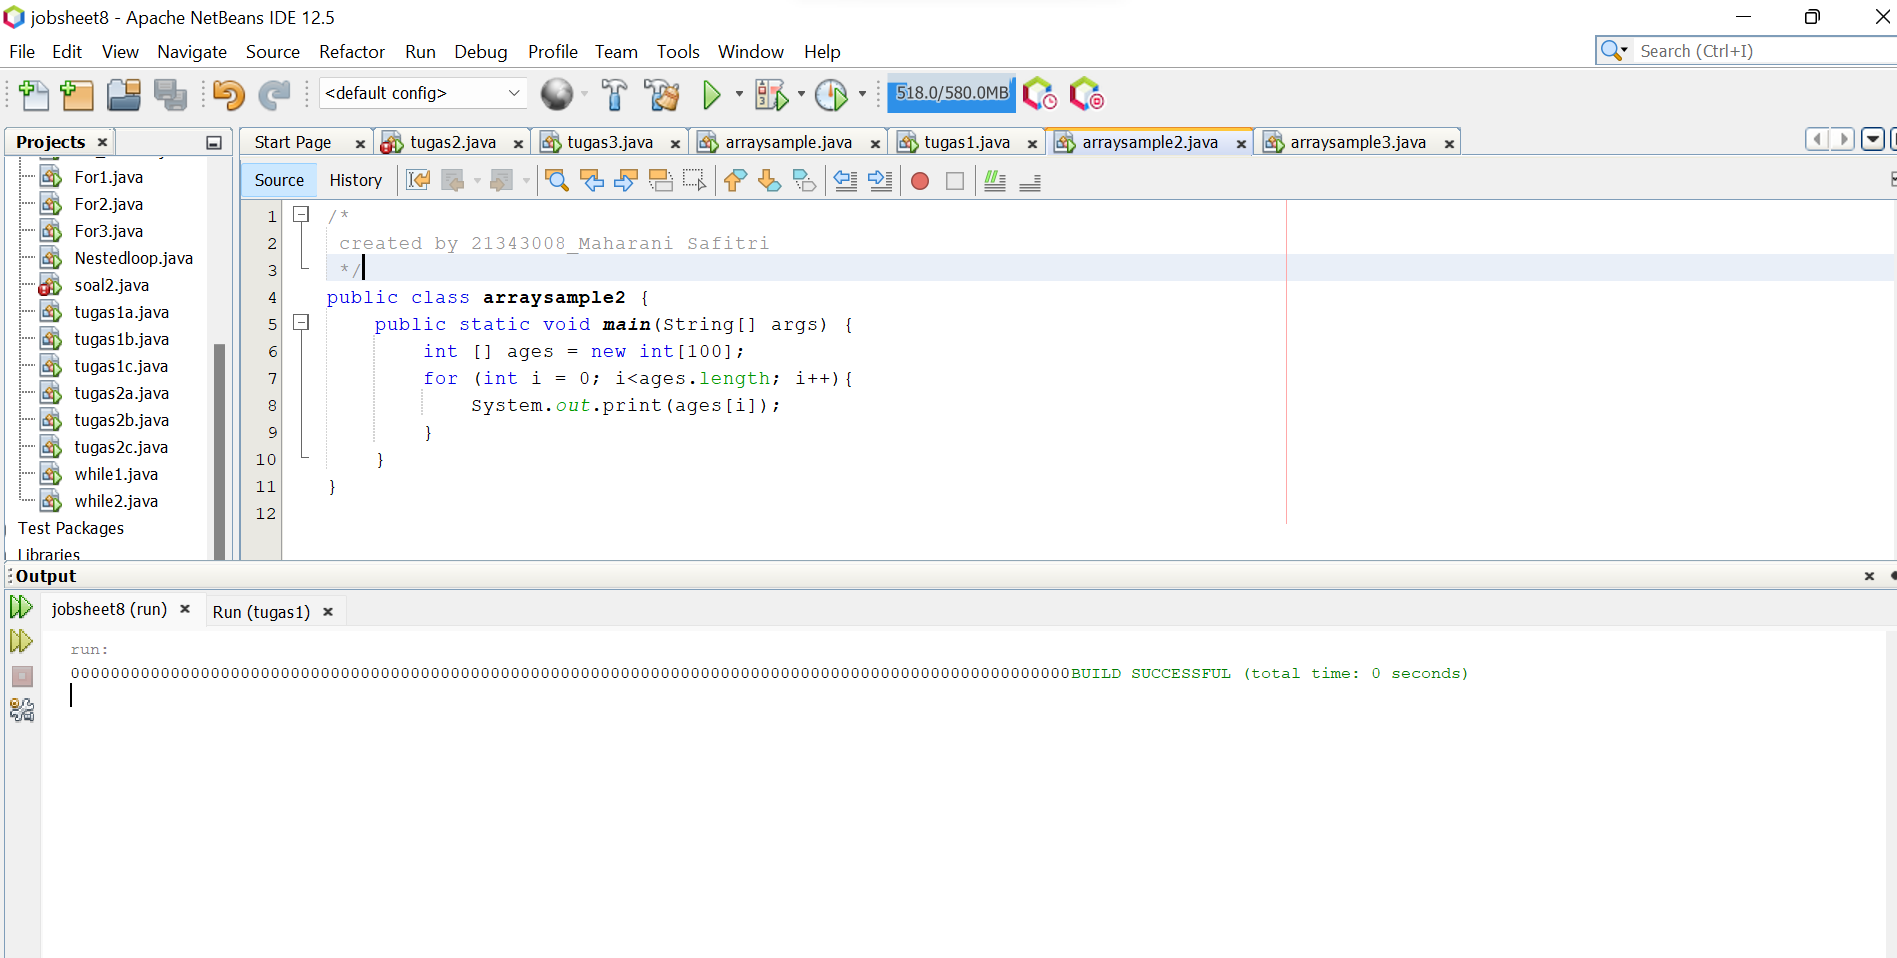 jobsheet8 - Apache NetBeans IDE 12.5
File Edit View Navigate Source Refactor Run Debug Profile Team Tools Window Help
Search (Ctrl+I)
<default config>
518.0/580.0MB
Projects
Start Page
tugas2.java
tugas3.java
arraysample.java
tugas1.java
arraysample2.java
arraysample3.java
For1.java
For2.java
For3.java
Nestedloop.java
soal2.java
tugas1a.java
tugas1b.java
tugas1c.java
tugas2a.java
tugas2b.java
tugas2c.java
while1.java
while2.java
Test Packages
Libraries
Source History
1 /*
2 created by 21343008_Maharani Safitri
3 */
4 public class arraysample2 {
5 public static void main(String[] args) {
6 int [] ages = new int[100];
7 for (int i = 0; i<ages.length; i++){
8 System.out.print(ages[i]);
9 }
10 }
11 }
12
Output
jobsheet8 (run)
Run (tugas1)
run:
0000000000000000000000000000000000000000000000000000000000000000000000000000000000000000000000000000BUILD SUCCESSFUL (total time: 0 seconds)